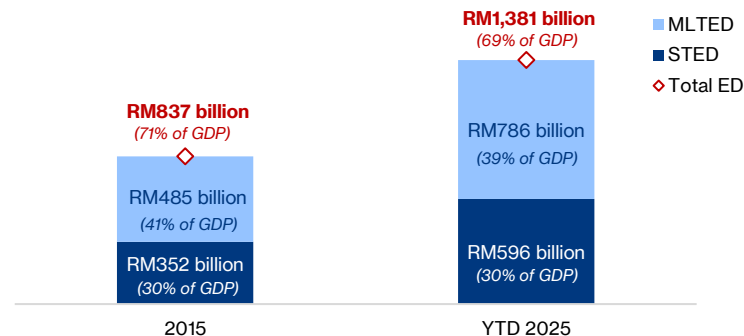 RM1,381 billion
(69% of GDP)
MLTED
STED
Total ED
RM837 billion
(71% of GDP)
RM786 billion
(39% of GDP)
RM485 billion
(41% of GDP)
RM596 billion
(30% of GDP)
RM352 billion
(30% of GDP)
2015
YTD 2025